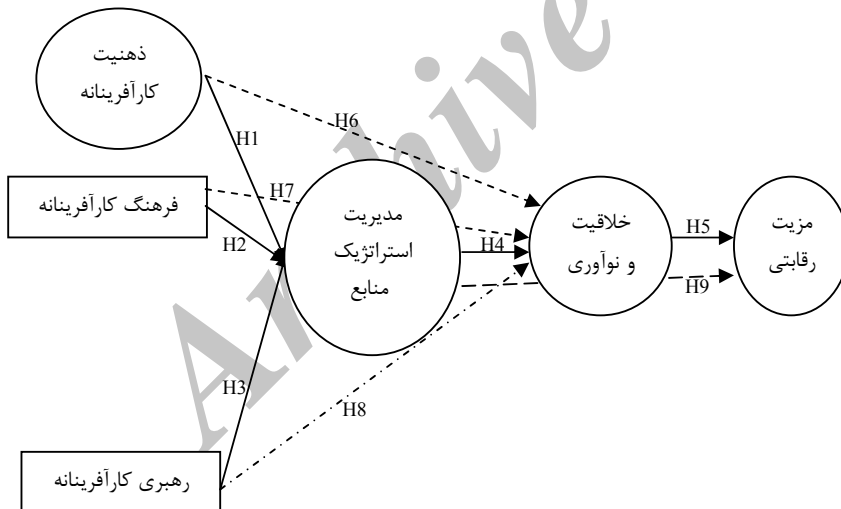 ذهنیت
کارآفرینانه
H6
H1
فرهنگ کارآفرینانه
H7
H2
مدیریت
استراتژیک
منابع
H4
خلاقیت
و نوآوری
H5
مزیت
رقابتی
H9
H3
H8
رهبری کارآفرینانه
Archive